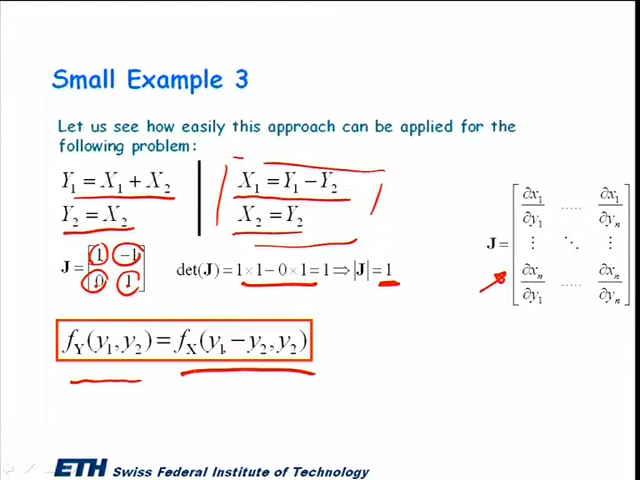 Small Example 3
Let us see how easily this approach can be applied for the
following problem:
Y₁ = X₁ + X₂
Y₂ = X₂
X₁ = Y₁ − Y₂
X₂ = Y₂
J = [1 −1
0 1]
det(J) = 1×1−0×1 = 1 ⇒ |J| = 1
J = [∂x₁/∂y₁ ..... ∂x₁/∂yₙ
⋮ ⋱ ⋮
∂xₙ/∂y₁ ..... ∂xₙ/∂yₙ]
f_Y(y₁, y₂) = f_X(y₁ − y₂, y₂)
ETH Swiss Federal Institute of Technology